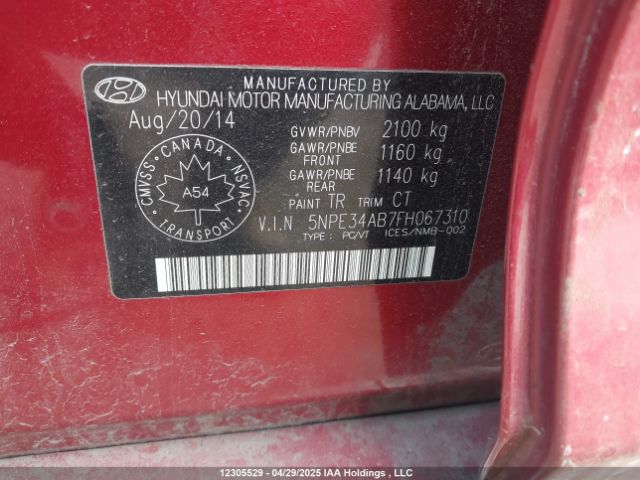 MANUFACTURED BY
HYUNDAI MOTOR MANUFACTURING ALABAMA, LLC
Aug/20/14
GVWR/PNBV 2100 kg
GAWR/PNBE FRONT 1160 kg
GAWR/PNBE REAR 1140 kg
PAINT TR TRIM CT
CMVSS • CANADA • NSVAC
A54
TRANSPORT
V.I.N 5NPE34AB7FH067310
TYPE : PC/VT ICES/NMB-002
12305529 - 04/29/2025 IAA Holdings , LLC